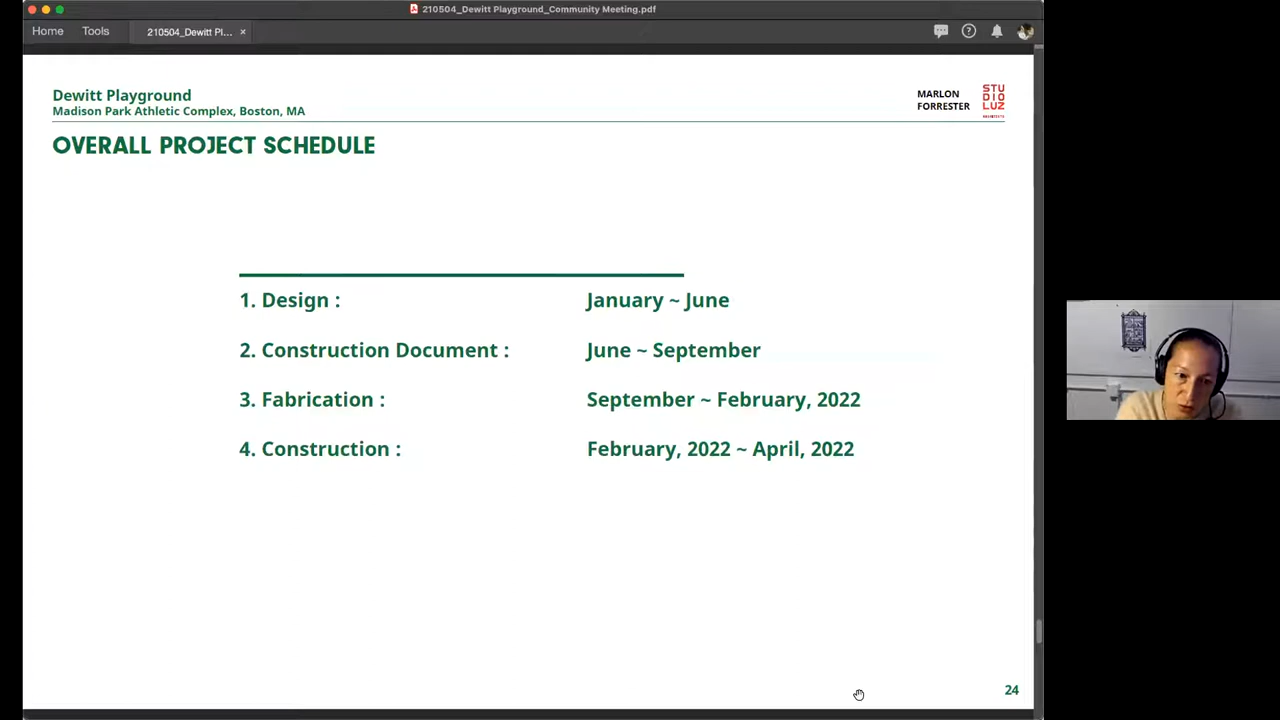 210504_Dewitt Playground_Community Meeting.pdf
Home Tools 210504_Dewitt Pl... ×
Dewitt Playground
Madison Park Athletic Complex, Boston, MA
MARLON
FORRESTER
STU
DIO
LUZ
ARCHITECTS
OVERALL PROJECT SCHEDULE
1. Design : January ~ June
2. Construction Document : June ~ September
3. Fabrication : September ~ February, 2022
4. Construction : February, 2022 ~ April, 2022
24